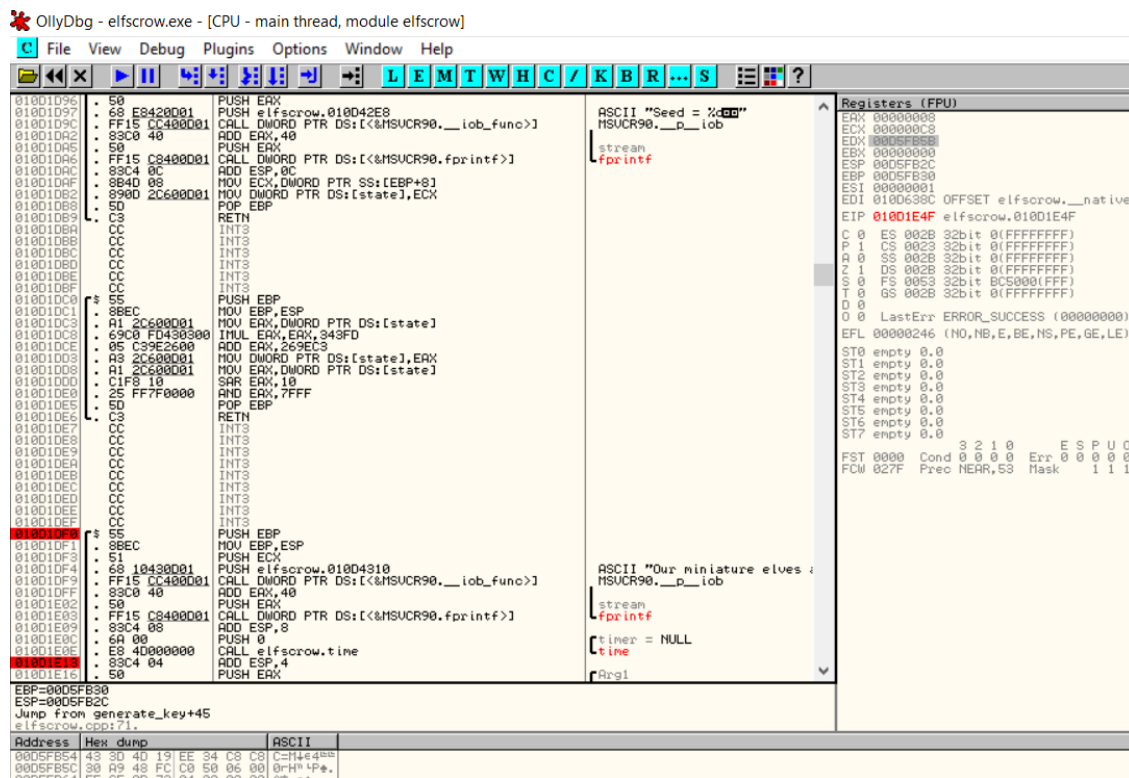 OllyDbg - elfscrow.exe - [CPU - main thread, module elfscrow]
C File View Debug Plugins Options Window Help
L E M T W H C / K B R ... S ?
010D1D96 . 50 PUSH EAX
010D1D97 . 68 E8420D01 PUSH elfscrow.010D42E8 ASCII "Seed = %d
010D1D9C . FF15 CC400D01 CALL DWORD PTR DS:[<&MSVCR90.__iob_func>] MSVCR90.__p__iob
010D1DA2 . 83C0 40 ADD EAX,40
010D1DA5 . 50 PUSH EAX stream
010D1DA6 . FF15 C8400D01 CALL DWORD PTR DS:[<&MSVCR90.fprintf>] fprintf
010D1DAC . 83C4 0C ADD ESP,0C
010D1DAF . 8B4D 08 MOV ECX,DWORD PTR SS:[EBP+8]
010D1DB2 . 890D 2C600D01 MOV DWORD PTR DS:[state],ECX
010D1DB8 . 5D POP EBP
010D1DB9 . C3 RETN
010D1DBA CC INT3
010D1DBB CC INT3
010D1DBC CC INT3
010D1DBD CC INT3
010D1DBE CC INT3
010D1DBF CC INT3
010D1DC0 $ 55 PUSH EBP
010D1DC1 . 8BEC MOV EBP,ESP
010D1DC3 . A1 2C600D01 MOV EAX,DWORD PTR DS:[state]
010D1DC8 . 69C0 FD430300 IMUL EAX,EAX,343FD
010D1DCE . 05 C39E2600 ADD EAX,269EC3
010D1DD3 . A3 2C600D01 MOV DWORD PTR DS:[state],EAX
010D1DD8 . A1 2C600D01 MOV EAX,DWORD PTR DS:[state]
010D1DDD . C1F8 10 SAR EAX,10
010D1DE0 . 25 FF7F0000 AND EAX,7FFF
010D1DE5 . 5D POP EBP
010D1DE6 . C3 RETN
010D1DE7 CC INT3
010D1DE8 CC INT3
010D1DE9 CC INT3
010D1DEA CC INT3
010D1DEB CC INT3
010D1DEC CC INT3
010D1DED CC INT3
010D1DEE CC INT3
010D1DEF CC INT3
010D1DF0 $ 55 PUSH EBP
010D1DF1 . 8BEC MOV EBP,ESP
010D1DF3 . 51 PUSH ECX
010D1DF4 . 68 10430D01 PUSH elfscrow.010D4310 ASCII "Our miniature elves
010D1DF9 . FF15 CC400D01 CALL DWORD PTR DS:[<&MSVCR90.__iob_func>] MSVCR90.__p__iob
010D1DFF . 83C0 40 ADD EAX,40
010D1E02 . 50 PUSH EAX stream
010D1E03 . FF15 C8400D01 CALL DWORD PTR DS:[<&MSVCR90.fprintf>] fprintf
010D1E09 . 83C4 08 ADD ESP,8
010D1E0C . 6A 00 PUSH 0 timer = NULL
010D1E0E . E8 4D000000 CALL elfscrow.time time
010D1E13 . 83C4 04 ADD ESP,4
010D1E16 . 50 PUSH EAX Arg1
EBP=00D5FB30
ESP=00D5FB2C
Jump from generate_key+45
elfscrow.cpp:71.
Address Hex dump ASCII
00D5FB54 43 3D 4D 19 EE 34 C8 C8
00D5FB5C 30 A9 48 FC C0 50 06 00
Registers (FPU)
EAX 00000008
ECX 000000C8
EDX 00D5FB5B
EBX 00000000
ESP 00D5FB2C
EBP 00D5FB30
ESI 00000001
EDI 010D638C OFFSET elfscrow.__native
EIP 010D1E4F elfscrow.010D1E4F
C 0 ES 002B 32bit 0(FFFFFFFF)
P 1 CS 0023 32bit 0(FFFFFFFF)
A 0 SS 002B 32bit 0(FFFFFFFF)
Z 1 DS 002B 32bit 0(FFFFFFFF)
S 0 FS 0053 32bit BC5000(FFF)
T 0 GS 002B 32bit 0(FFFFFFFF)
D 0
O 0 LastErr ERROR_SUCCESS (00000000)
EFL 00000246 (NO,NB,E,BE,NS,PE,GE,LE)
ST0 empty 0.0
ST1 empty 0.0
ST2 empty 0.0
ST3 empty 0.0
ST4 empty 0.0
ST5 empty 0.0
ST6 empty 0.0
ST7 empty 0.0
3 2 1 0 E S P U O
FST 0000 Cond 0 0 0 0 Err 0 0 0 0 0
FCW 027F Prec NEAR,53 Mask 1 1 1